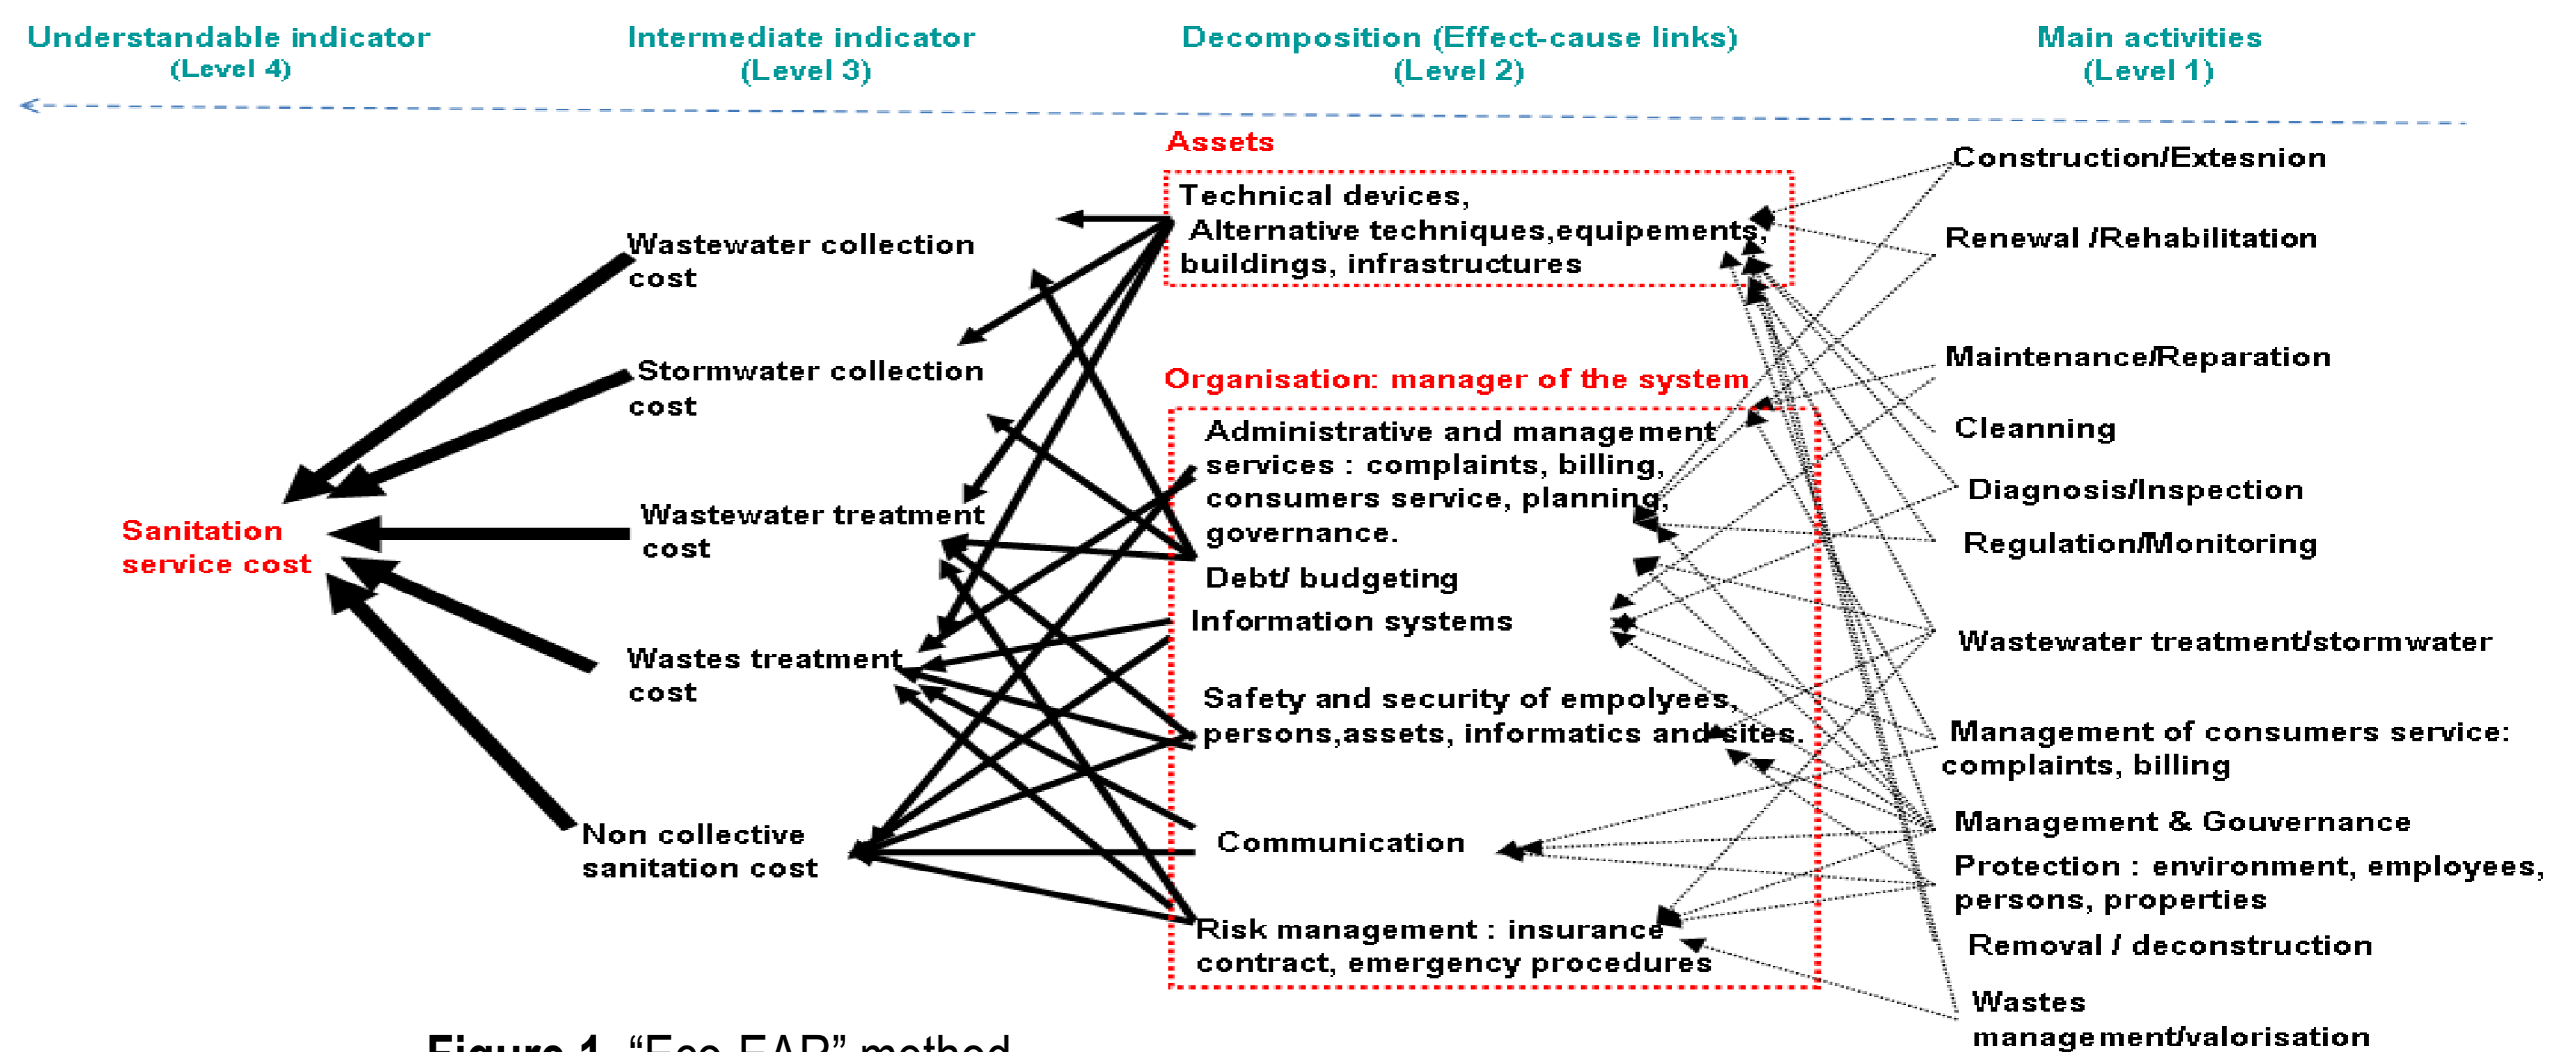 Understandable indicator
(Level 4)
Intermediate indicator
(Level 3)
Decomposition (Effect-cause links)
(Level 2)
Main activities
(Level 1)
Sanitation
service cost
Wastewater collection
cost
Stormwater collection
cost
Wastewater treatment
cost
Wastes treatment
cost
Non collective
sanitation cost
Assets
Technical devices,
Alternative techniques,equipements,
buildings, infrastructures
Organisation: manager of the system
Administrative and management
services : complaints, billing,
consumers service, planning,
governance.
Debt/ budgeting
Information systems
Safety and security of empolyees,
persons,assets, informatics and sites.
Communication
Risk management : insurance
contract, emergency procedures
Construction/Extesnion
Renewal /Rehabilitation
Maintenance/Reparation
Cleanning
Diagnosis/Inspection
Regulation/Monitoring
Wastewater treatment/stormwater
Management of consumers service:
complaints, billing
Management & Gouvernance
Protection : environment, employees,
persons, properties
Removal / deconstruction
Wastes
management/valorisation
Figure 1. “Eco-EAR” method